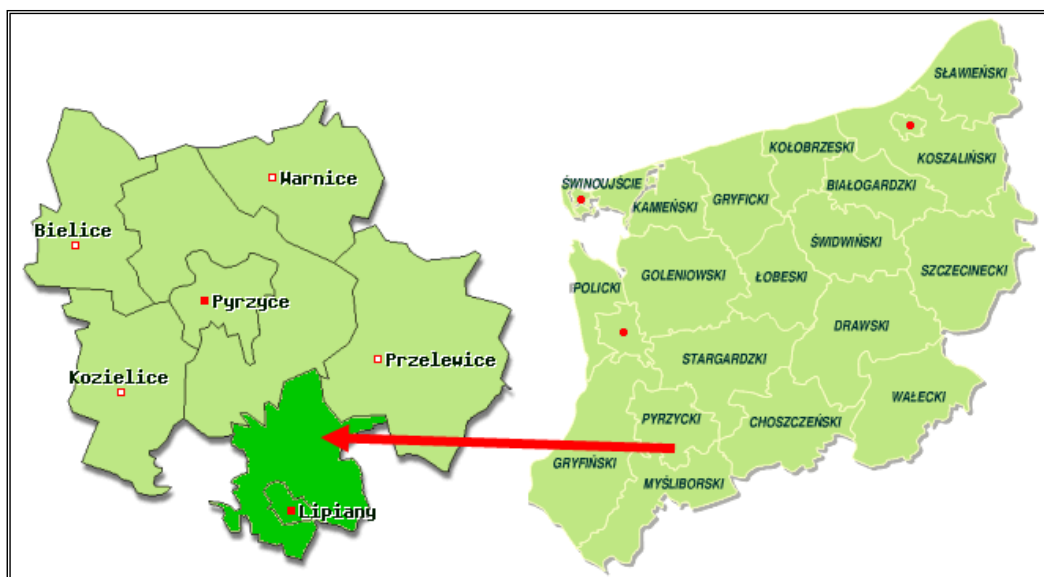 Warnice
Bielice
Pyrzyce
Przelewice
Kozielice
Lipiany
SŁAWIEŃSKI
KOŁOBRZESKI
KOSZALIŃSKI
ŚWINOUJŚCIE
BIAŁOGARDZKI
KAMIEŃSKI
GRYFICKI
ŚWIDWIŃSKI
SZCZECINECKI
GOLENIOWSKI
ŁOBESKI
POLICKI
DRAWSKI
STARGARDZKI
WAŁECKI
PYRZYCKI
CHOSZCZEŃSKI
GRYFIŃSKI
MYŚLIBORSKI